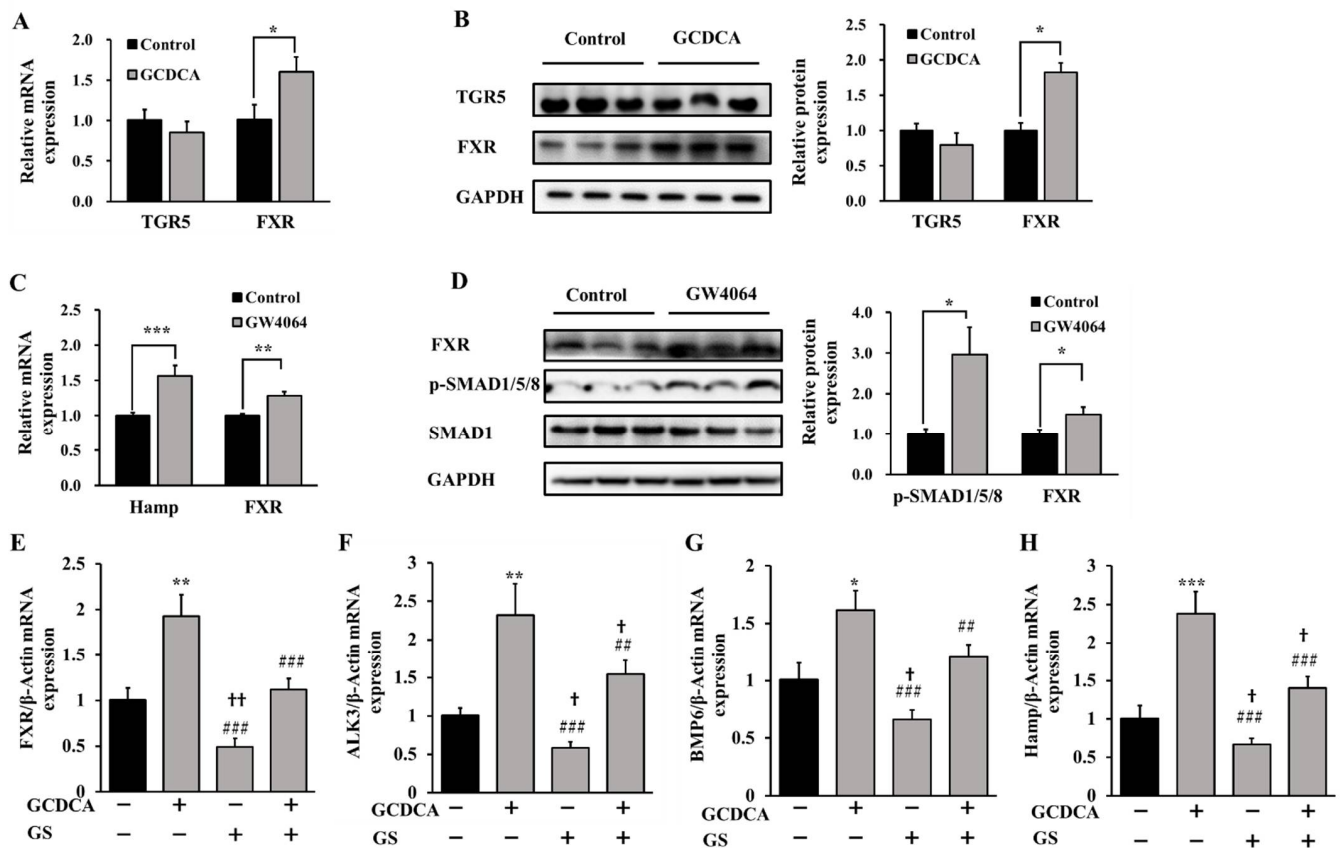 A
Relative mRNA
expression
2.0
1.5
1.0
0.5
0.0
Control
GCDCA
*
TGR5
FXR
B
Control
GCDCA
TGR5
FXR
GAPDH
Relative protein
expression
2.5
2.0
1.5
1.0
0.5
0.0
Control
GCDCA
*
TGR5
FXR
C
Relative mRNA
expression
2.5
2.0
1.5
1.0
0.5
0.0
Control
GW4064
***
**
Hamp
FXR
D
Control
GW4064
FXR
p-SMAD1/5/8
SMAD1
GAPDH
Relative protein
expression
4.0
3.0
2.0
1.0
0.0
Control
GW4064
*
*
p-SMAD1/5/8
FXR
E
FXR/β-Actin mRNA
expression
2.5
2
1.5
1
0.5
0
**
††
###
###
GCDCA − + − +
GS − − + +
F
ALK3/β-Actin mRNA
expression
3
2.5
2
1.5
1
0.5
0
**
†
###
†
##
GCDCA − + − +
GS − − + +
G
BMP6/β-Actin mRNA
expression
2
1.5
1
0.5
0
*
†
###
##
GCDCA − + − +
GS − − + +
H
Hamp/β-Actin mRNA
expression
3
2.5
2
1.5
1
0.5
0
***
†
###
†
###
GCDCA − + − +
GS − − + +